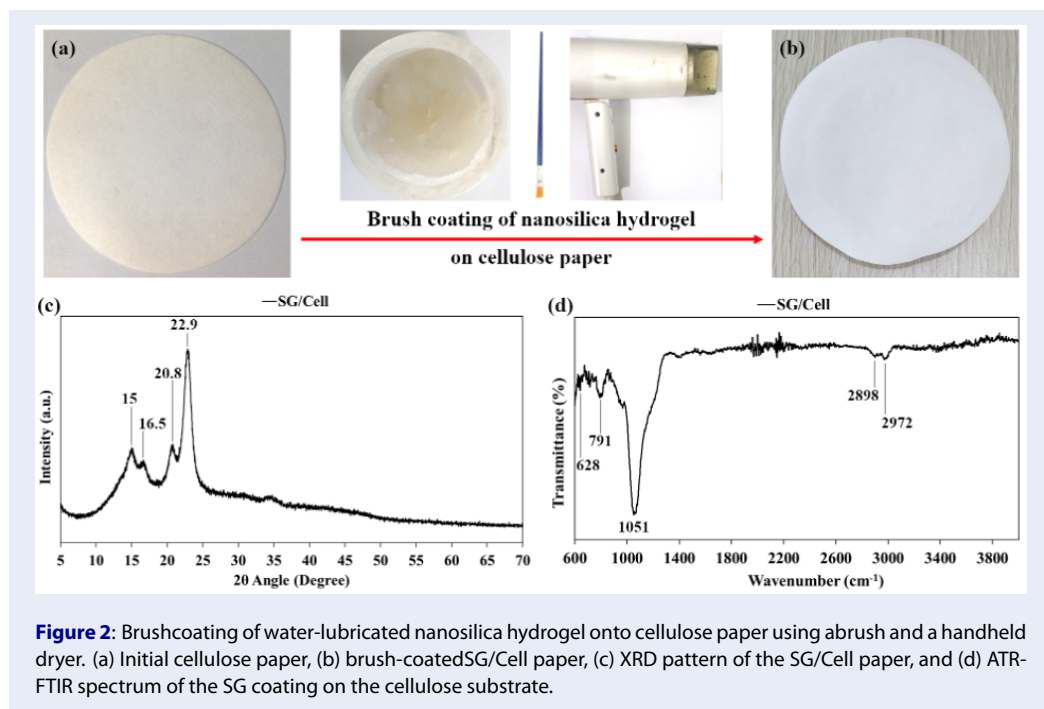 (a)
Brush coating of nanosilica hydrogel
on cellulose paper
(b)
(c)
—SG/Cell
22.9
20.8
15
16.5
Intensity (a.u.)
5 10 15 20 25 30 35 40 45 50 55 60 65 70
2θ Angle (Degree)
(d)
—SG/Cell
2898
2972
791
628
1051
Transmittance (%)
600 1000 1400 1800 2200 2600 3000 3400 3800
Wavenumber (cm⁻¹)
Figure 2: Brushcoating of water-lubricated nanosilica hydrogel onto cellulose paper using abrush and a handheld
dryer. (a) Initial cellulose paper, (b) brush-coatedSG/Cell paper, (c) XRD pattern of the SG/Cell paper, and (d) ATR-
FTIR spectrum of the SG coating on the cellulose substrate.